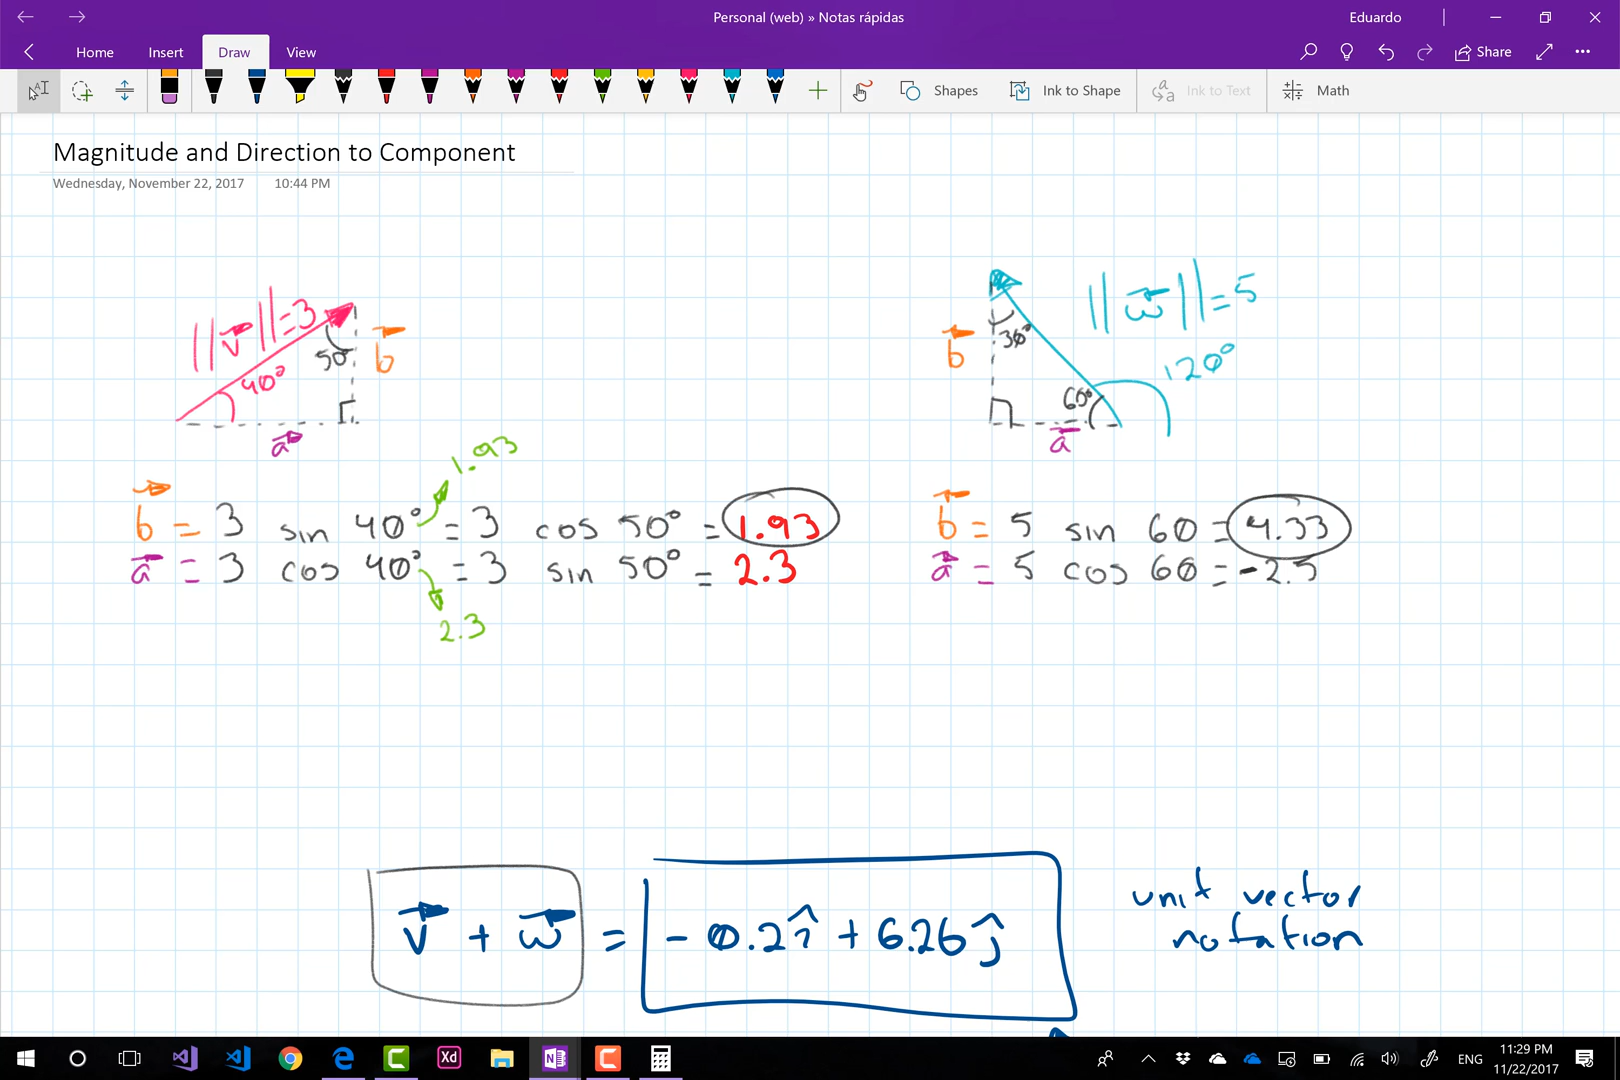 Personal (web) » Notas rápidas
Eduardo
Home Insert Draw View
Share
Shapes Ink to Shape Ink to Text Math
Magnitude and Direction to Component
Wednesday, November 22, 2017 10:44 PM
||v||=3
40°
50°
b
a
||w||=5
120°
30°
60°
b
a
1.93
b = 3 sin 40° = 3 cos 50° = 1.93
a = 3 cos 40° = 3 sin 50° = 2.3
2.3
b = 5 sin 60 = 4.33
a = 5 cos 60 = -2.5
v + w = -0.2î + 6.26ĵ
unit vector
notation
ENG
11:29 PM
11/22/2017